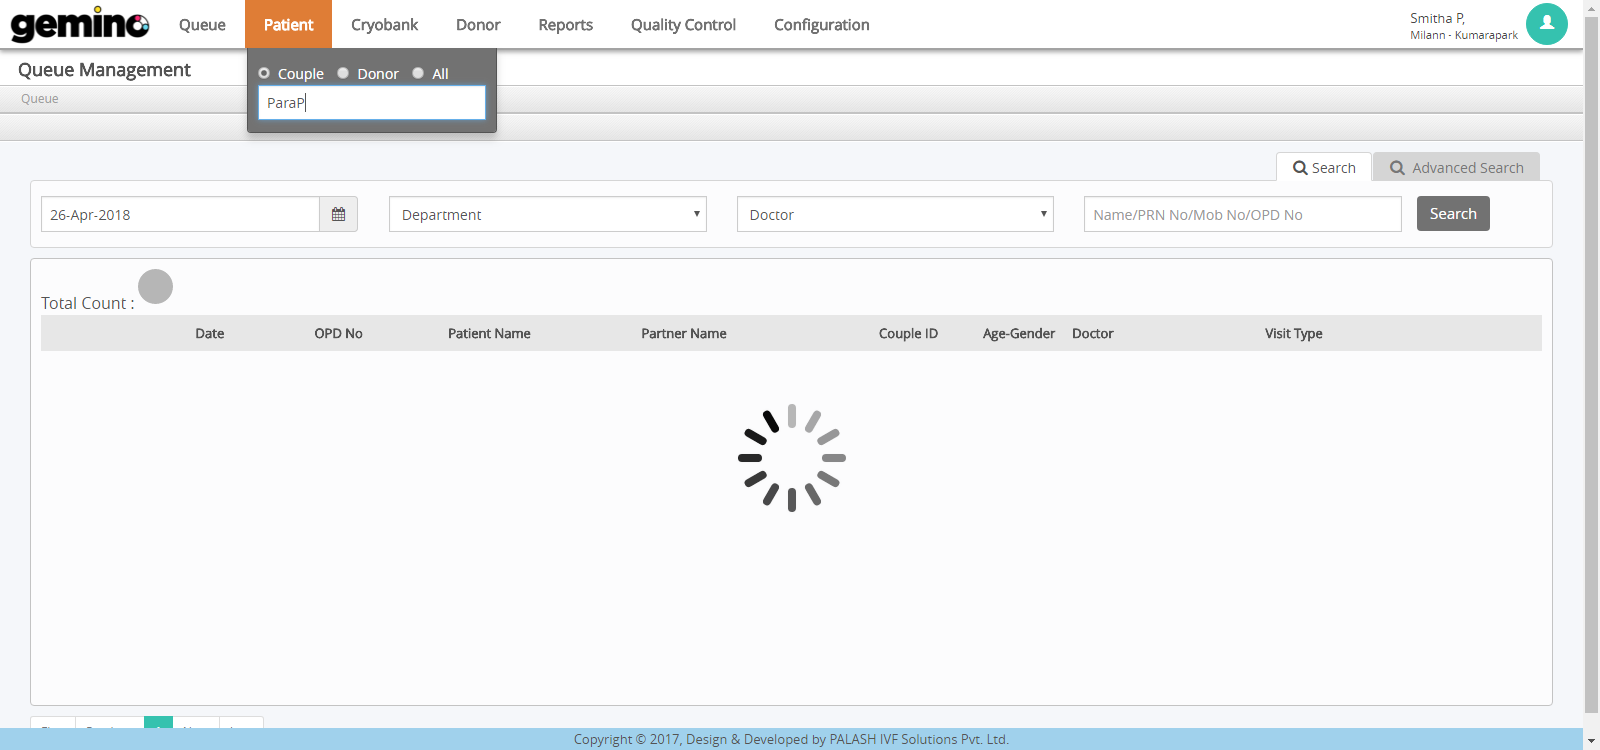 gemino Queue Patient Cryobank Donor Reports Quality Control Configuration
Smitha P,
Milann - Kumarapark
Queue Management
Couple Donor All
Queue
ParaP
Search Advanced Search
26-Apr-2018 Department Doctor Name/PRN No/Mob No/OPD No Search
Total Count :
Date OPD No Patient Name Partner Name Couple ID Age-Gender Doctor Visit Type
Copyright © 2017, Design & Developed by PALASH IVF Solutions Pvt. Ltd.